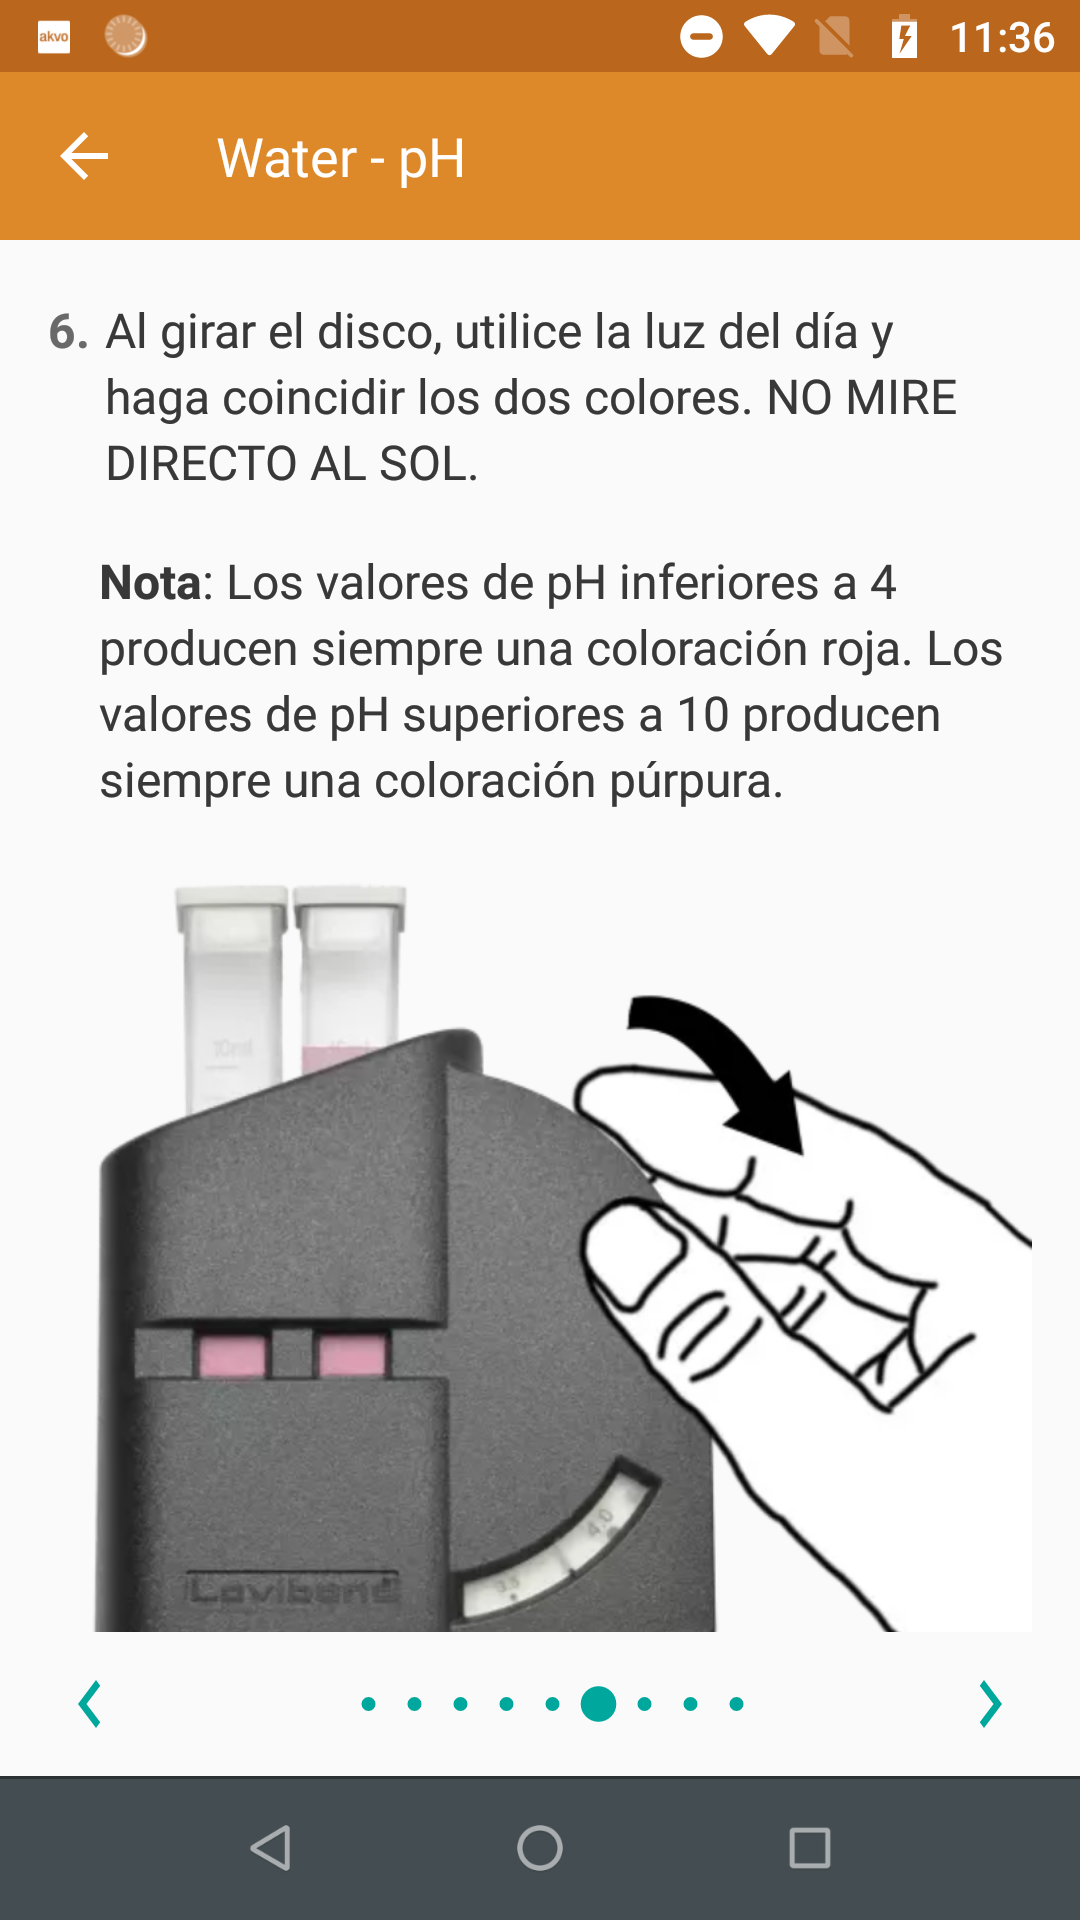 akvo
11:36
Water - pH
6. Al girar el disco, utilice la luz del día y
haga coincidir los dos colores. NO MIRE
DIRECTO AL SOL.
Nota: Los valores de pH inferiores a 4
producen siempre una coloración roja. Los
valores de pH superiores a 10 producen
siempre una coloración púrpura.
10ml
4.0
3.5
Lovibond